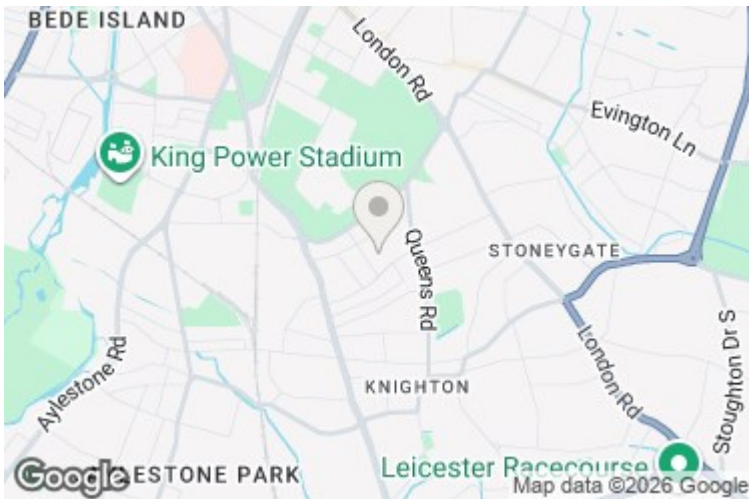 BEDE ISLAND
London Rd
Evington Ln
King Power Stadium
Queens Rd
STONEYGATE
Aylestone Rd
KNIGHTON
London Rd
Stoughton Dr S
Leicester Racecourse
Google
AYLESTONE PARK
Map data ©2026 Google